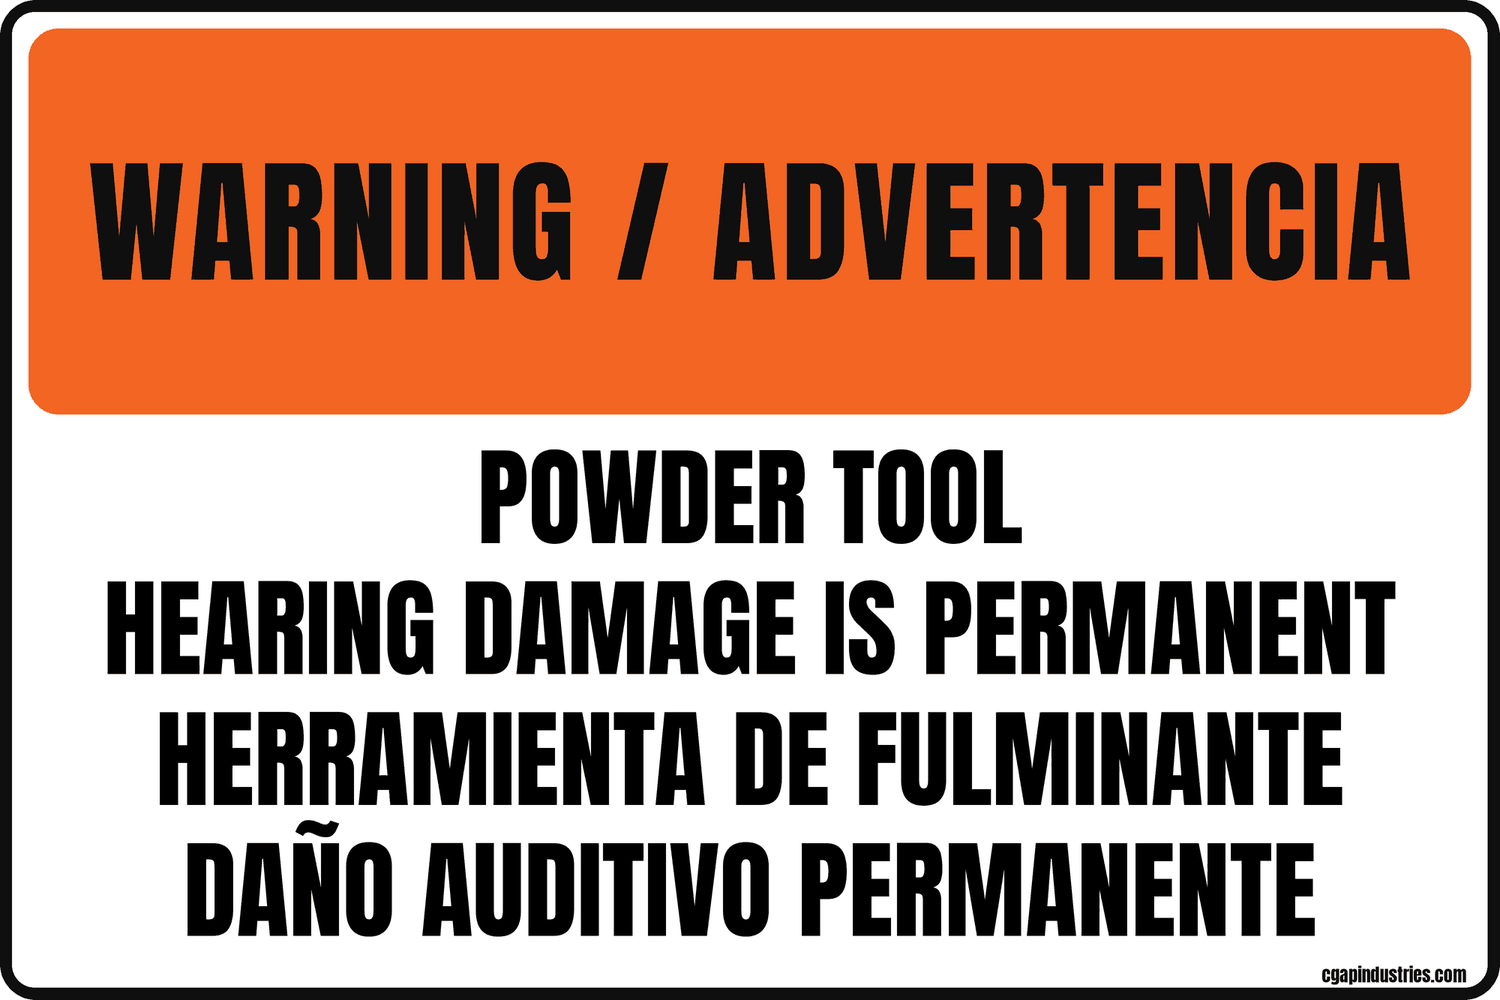 WARNING / ADVERTENCIA
POWDER TOOL
HEARING DAMAGE IS PERMANENT
HERRAMIENTA DE FULMINANTE
DAÑO AUDITIVO PERMANENTE
cgapindustries.com